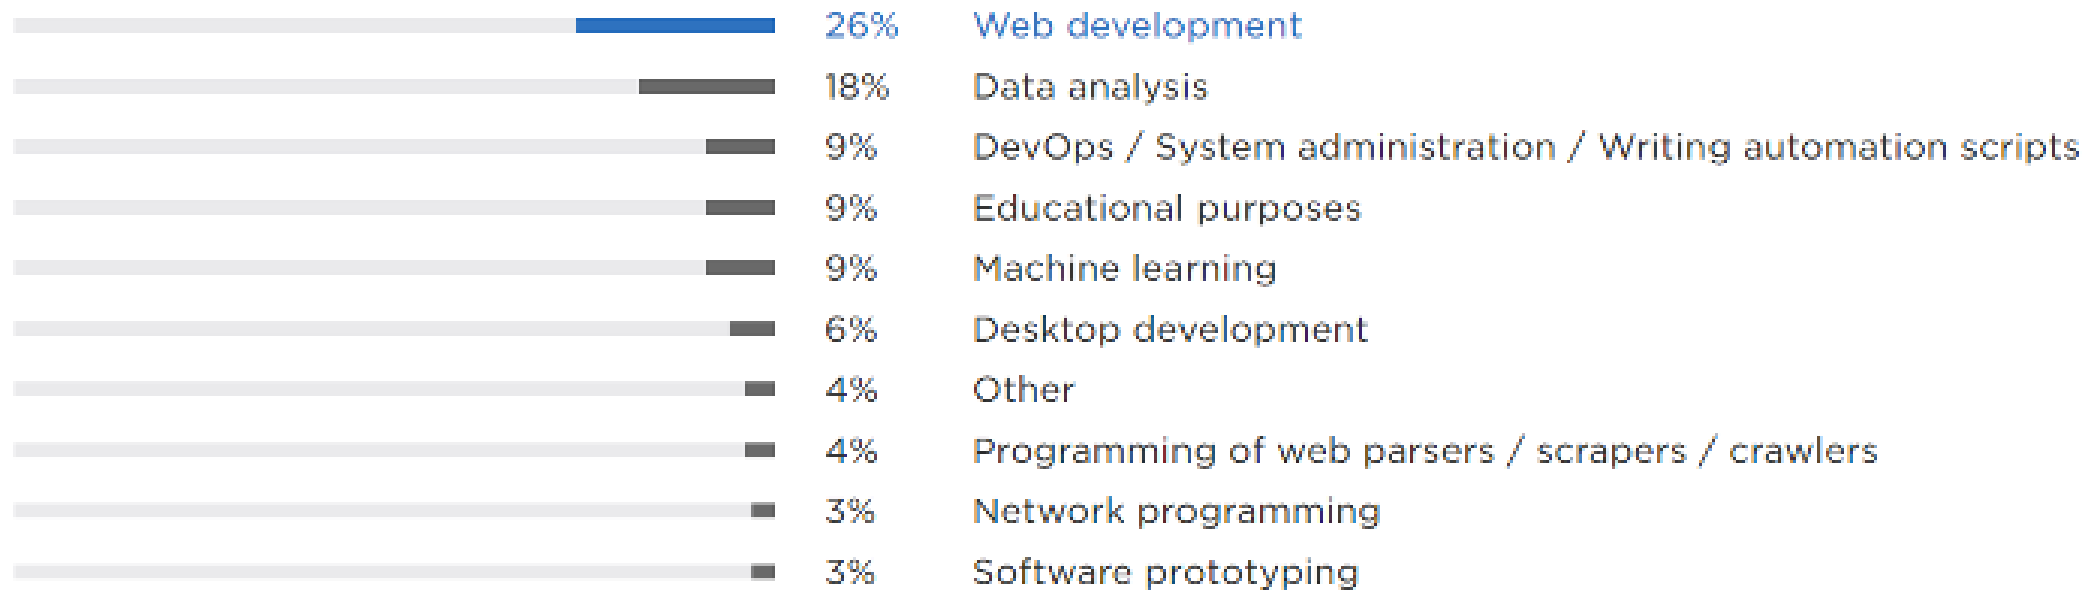 26% Web development
18% Data analysis
9% DevOps / System administration / Writing automation scripts
9% Educational purposes
9% Machine learning
6% Desktop development
4% Other
4% Programming of web parsers / scrapers / crawlers
3% Network programming
3% Software prototyping